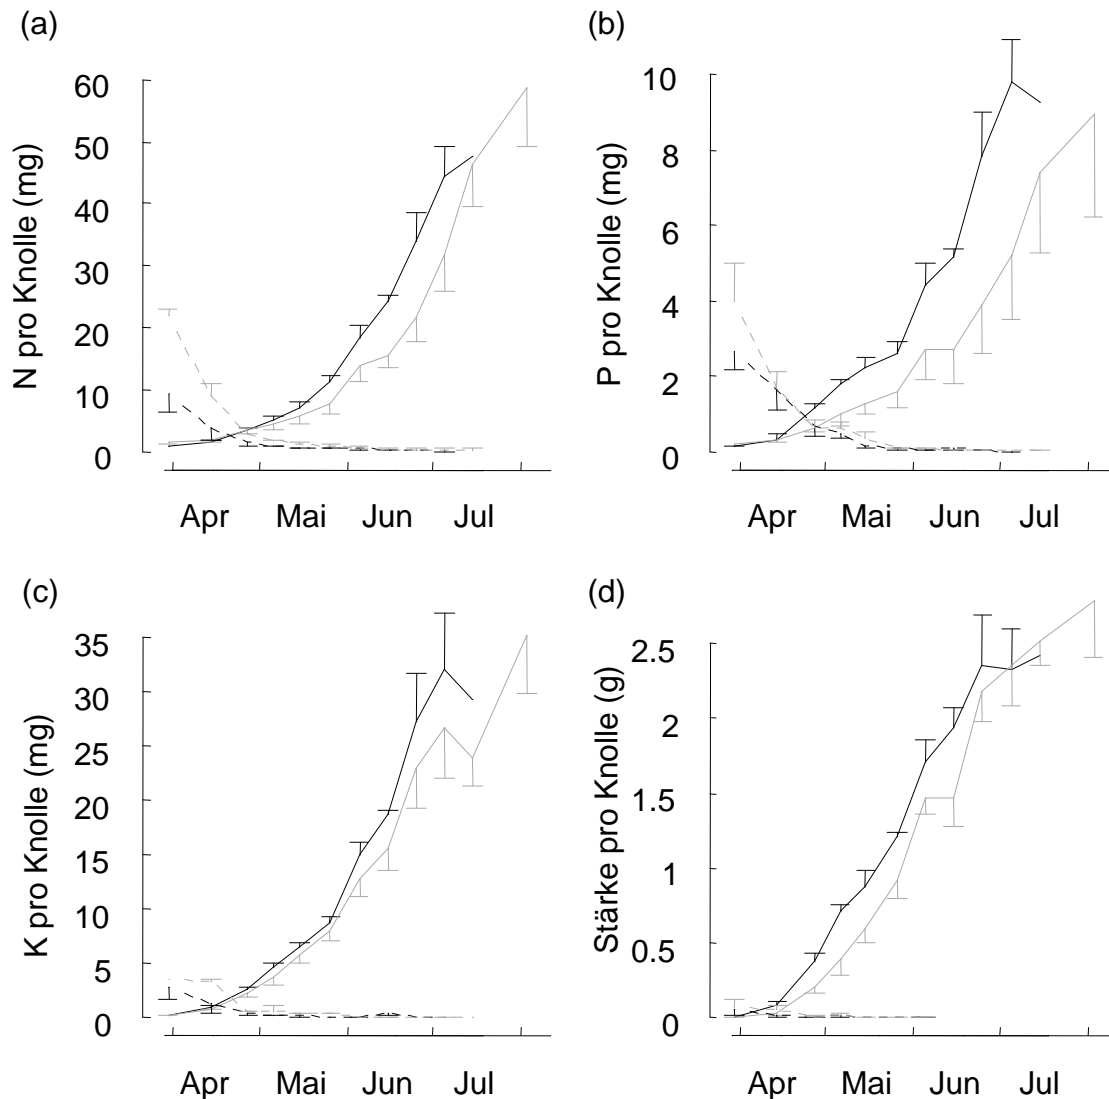 (a)
N pro Knolle (mg)
60
50
40
30
20
10
0
Apr Mai Jun Jul
(b)
P pro Knolle (mg)
10
8
6
4
2
0
Apr Mai Jun Jul
(c)
K pro Knolle (mg)
35
30
25
20
15
10
5
0
Apr Mai Jun Jul
(d)
Stärke pro Knolle (g)
2.5
2
1.5
1
0.5
0
Apr Mai Jun Jul